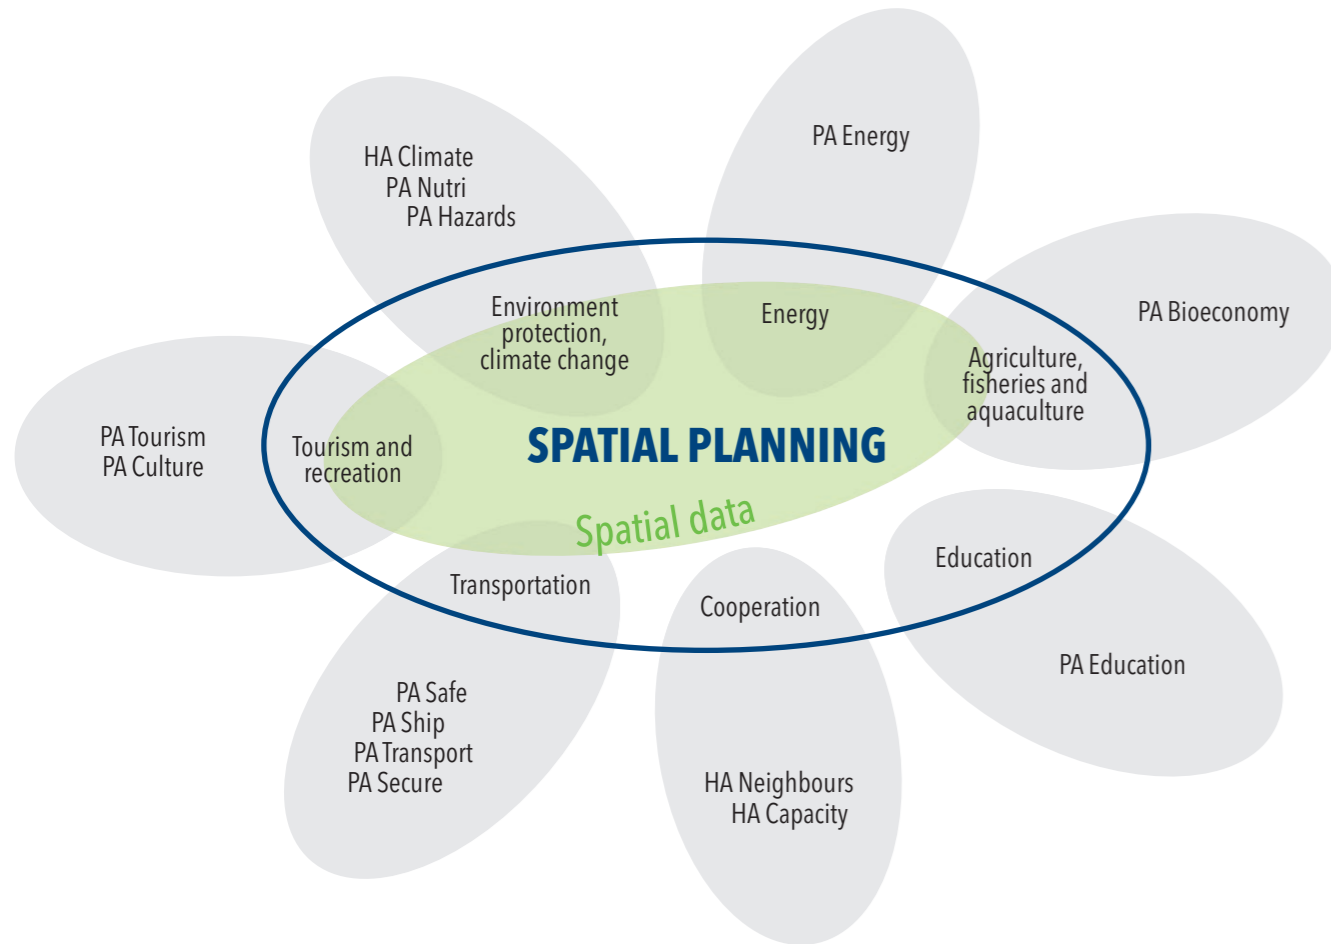 PA Energy
HA Climate
PA Nutri
PA Hazards
Environment
protection,
climate change
Energy
PA Bioeconomy
Agriculture,
fisheries and
aquaculture
PA Tourism
PA Culture
Tourism and
recreation
SPATIAL PLANNING
Spatial data
Transportation
Cooperation
Education
PA Education
PA Safe
PA Ship
PA Transport
PA Secure
HA Neighbours
HA Capacity